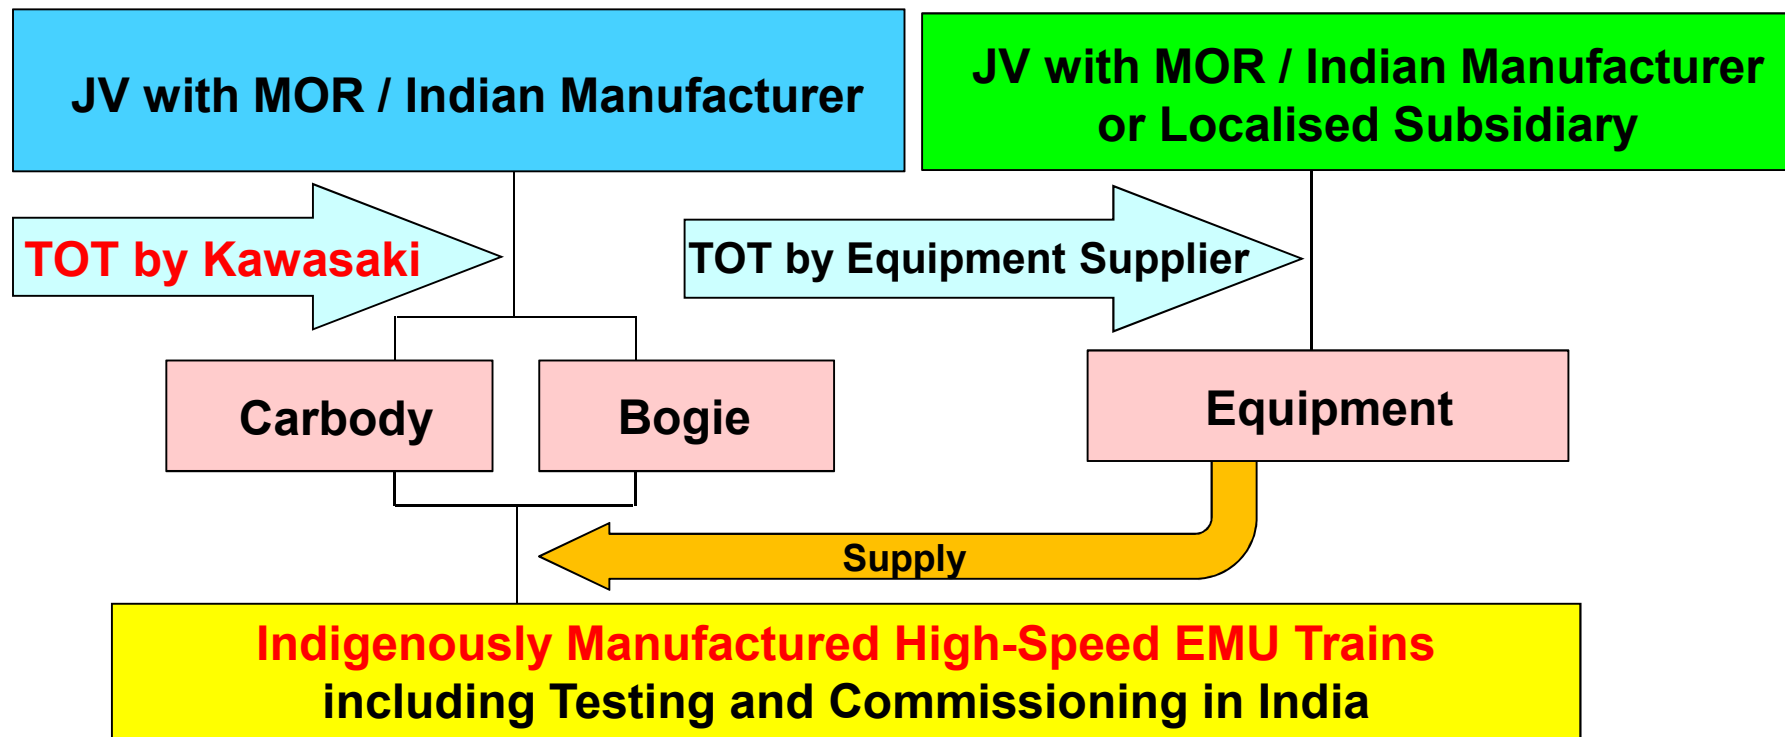 JV with MOR / Indian Manufacturer
JV with MOR / Indian Manufacturer
or Localised Subsidiary
TOT by Kawasaki
TOT by Equipment Supplier
Carbody
Bogie
Equipment
Supply
Indigenously Manufactured High-Speed EMU Trains
including Testing and Commissioning in India